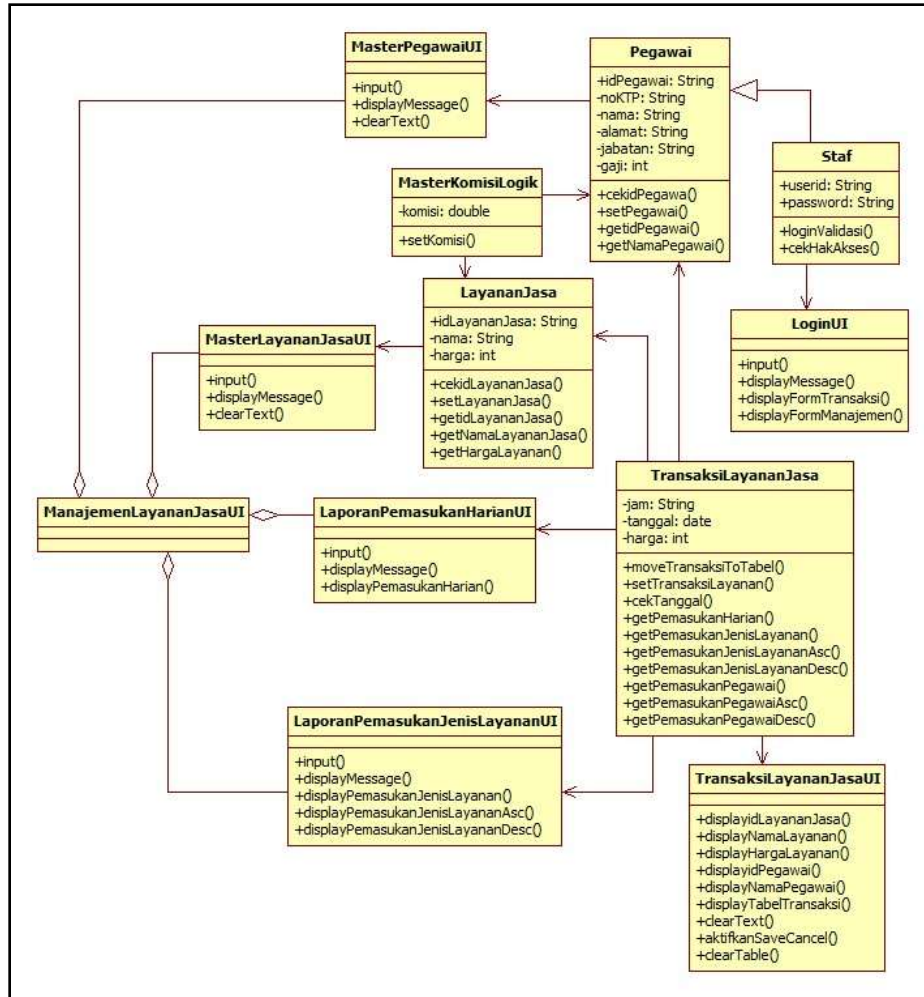 MasterPegawaiUI
+input()
+displayMessage()
+clearText()
Pegawai
+idPegawai: String
-noKTP: String
-nama: String
-alamat: String
-jabatan: String
-gaji: int
+cekidPegawa()
+setPegawai()
+getidPegawai()
+getNamaPegawai()
Staf
+userid: String
+password: String
+loginValidasi()
+cekHakAkses()
MasterKomisiLogik
-komisi: double
+setKomisi()
LayananJasa
+idLayananJasa: String
-nama: String
-harga: int
+cekidLayananJasa()
+setLayananJasa()
+getidLayananJasa()
+getNamaLayananJasa()
+getHargaLayanan()
MasterLayananJasaUI
+input()
+displayMessage()
+clearText()
LoginUI
+input()
+displayMessage()
+displayFormTransaksi()
+displayFormManajemen()
ManajemenLayananJasaUI
LaporanPemasukanHarianUI
+input()
+displayMessage()
+displayPemasukanHarian()
TransaksiLayananJasa
-jam: String
-tanggal: date
-harga: int
+moveTransaksiToTabel()
+setTransaksiLayanan()
+cekTanggal()
+getPemasukanHarian()
+getPemasukanJenisLayanan()
+getPemasukanJenisLayananAsc()
+getPemasukanJenisLayananDesc()
+getPemasukanPegawai()
+getPemasukanPegawaiAsc()
+getPemasukanPegawaiDesc()
LaporanPemasukanJenisLayananUI
+input()
+displayMessage()
+displayPemasukanJenisLayanan()
+displayPemasukanJenisLayananAsc()
+displayPemasukanJenisLayananDesc()
TransaksiLayananJasaUI
+displayidLayananJasa()
+displayNamaLayanan()
+displayHargaLayanan()
+displayidPegawai()
+displayNamaPegawai()
+displayTabelTransaksi()
+clearText()
+aktifkanSaveCancel()
+clearTable()